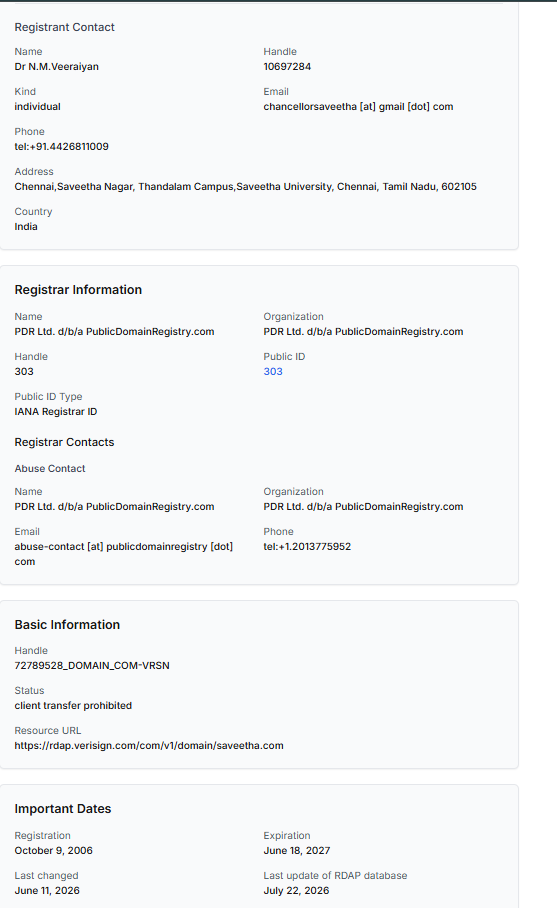 Registrant Contact
Name
Dr N.M.Veeraiyan
Handle
10697284
Kind
individual
Email
chancellorsaveetha [at] gmail [dot] com
Phone
tel:+91.4426811009
Address
Chennai,Saveetha Nagar, Thandalam Campus,Saveetha University, Chennai, Tamil Nadu, 602105
Country
India
Registrar Information
Name
PDR Ltd. d/b/a PublicDomainRegistry.com
Organization
PDR Ltd. d/b/a PublicDomainRegistry.com
Handle
303
Public ID
303
Public ID Type
IANA Registrar ID
Registrar Contacts
Abuse Contact
Name
PDR Ltd. d/b/a PublicDomainRegistry.com
Organization
PDR Ltd. d/b/a PublicDomainRegistry.com
Email
abuse-contact [at] publicdomainregistry [dot]
com
Phone
tel:+1.2013775952
Basic Information
Handle
72789528_DOMAIN_COM-VRSN
Status
client transfer prohibited
Resource URL
https://rdap.verisign.com/com/v1/domain/saveetha.com
Important Dates
Registration
October 9, 2006
Expiration
June 18, 2027
Last changed
June 11, 2026
Last update of RDAP database
July 22, 2026